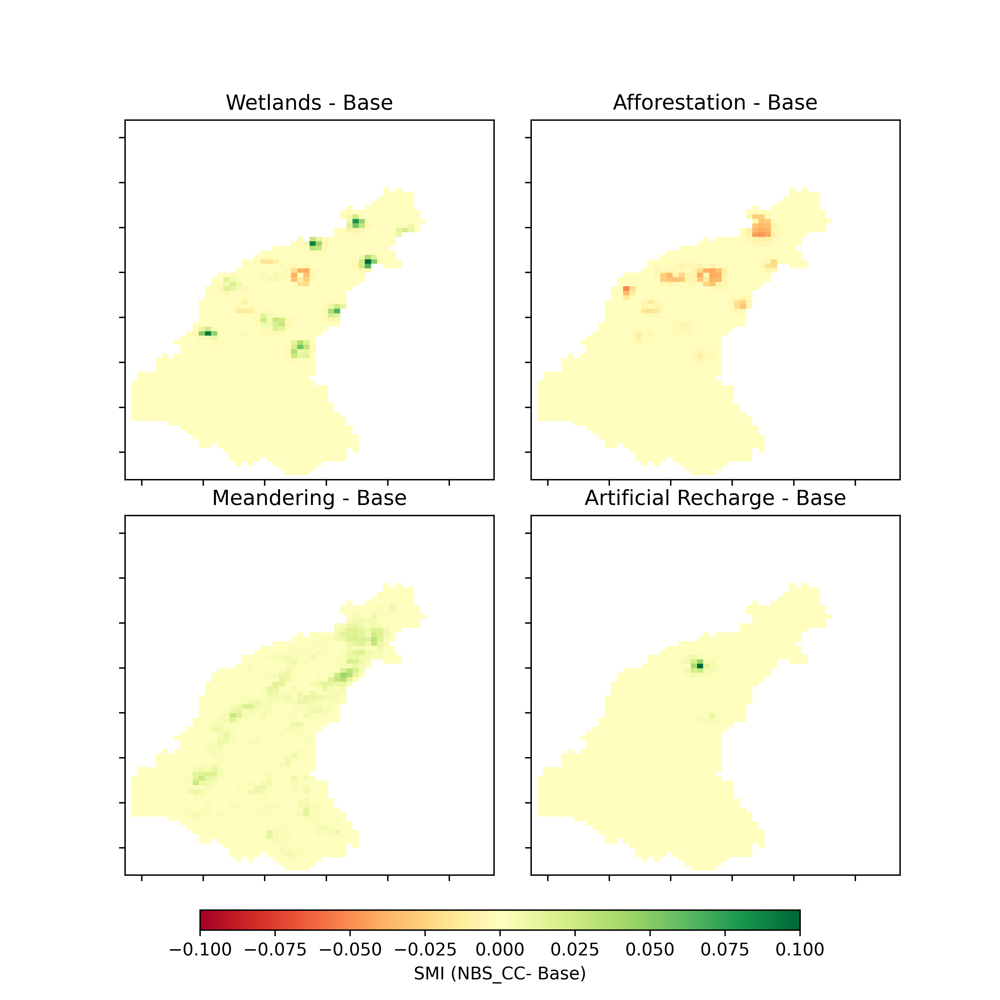 Wetlands - Base
Afforestation - Base
Meandering - Base
Artificial Recharge - Base
−0.100 −0.075 −0.050 −0.025 0.000 0.025 0.050 0.075 0.100
SMI (NBS_CC- Base)